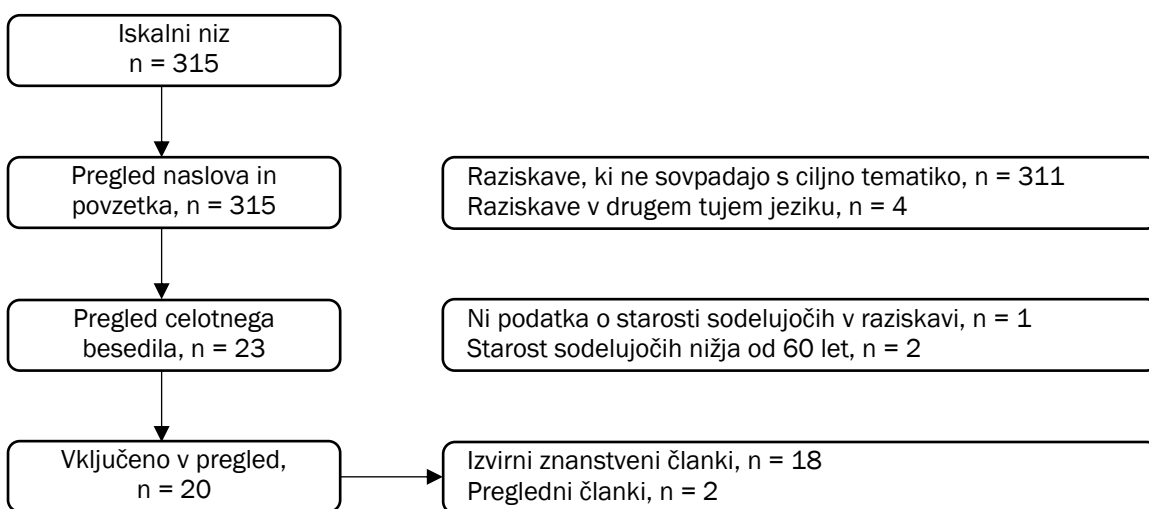 Iskalni niz
n = 315
Pregled naslova in
povzetka, n = 315
Raziskave, ki ne sovpadajo s ciljno tematiko, n = 311
Raziskave v drugem tujem jeziku, n = 4
Pregled celotnega
besedila, n = 23
Ni podatka o starosti sodelujočih v raziskavi, n = 1
Starost sodelujočih nižja od 60 let, n = 2
Vključeno v pregled,
n = 20
Izvirni znanstveni članki, n = 18
Pregledni članki, n = 2